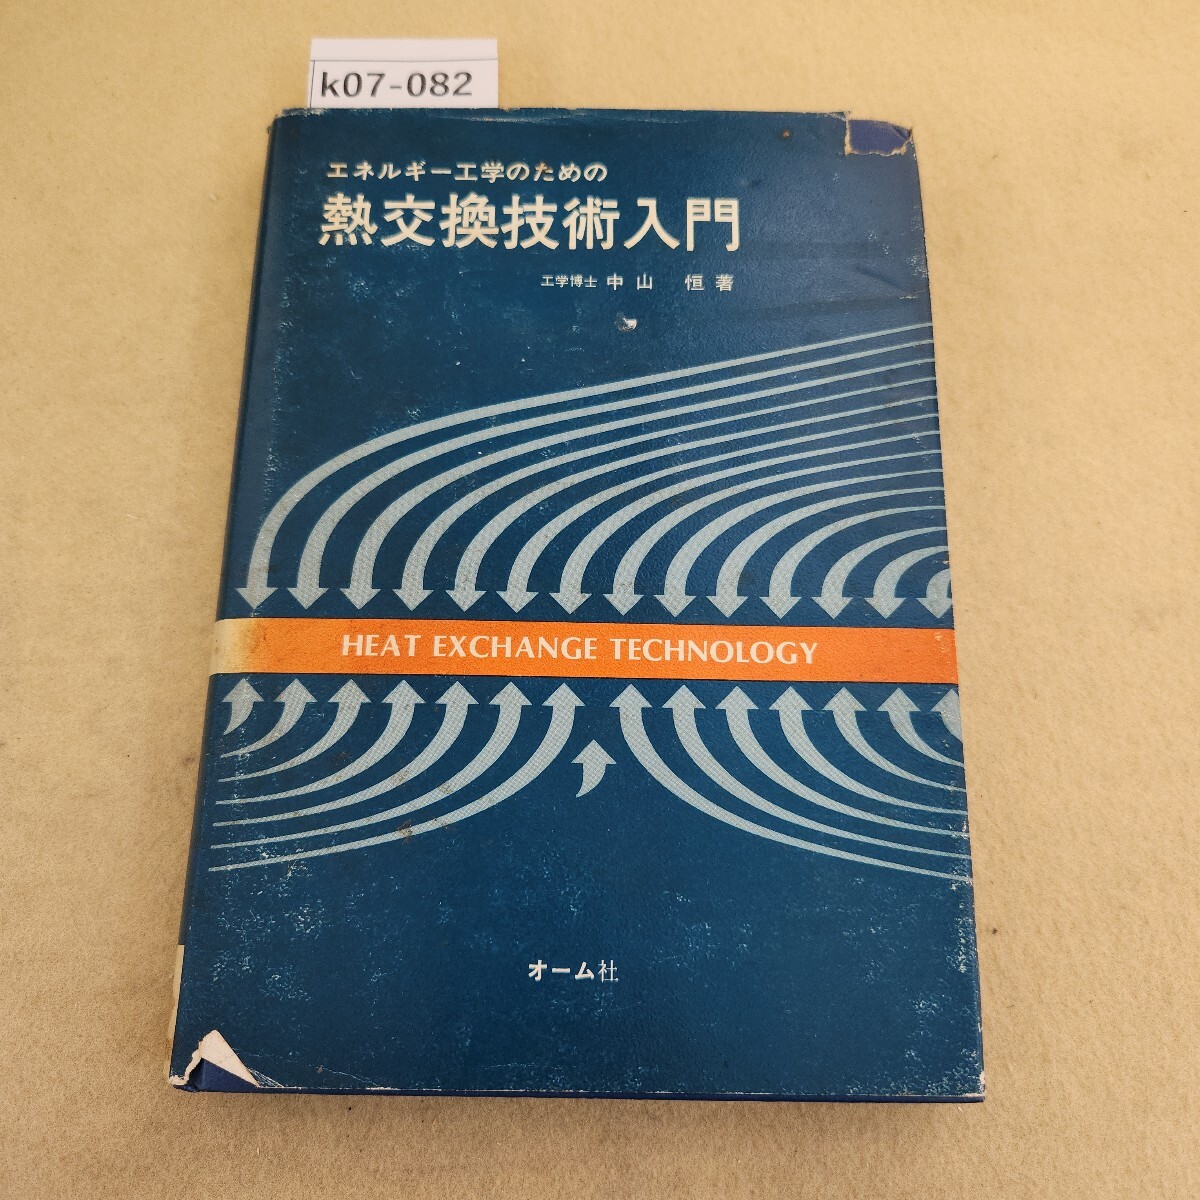 k07-082
エネルギー工学のための
熱交換技術入門
工学博士 中山 恒 著
HEAT EXCHANGE TECHNOLOGY
オーム社